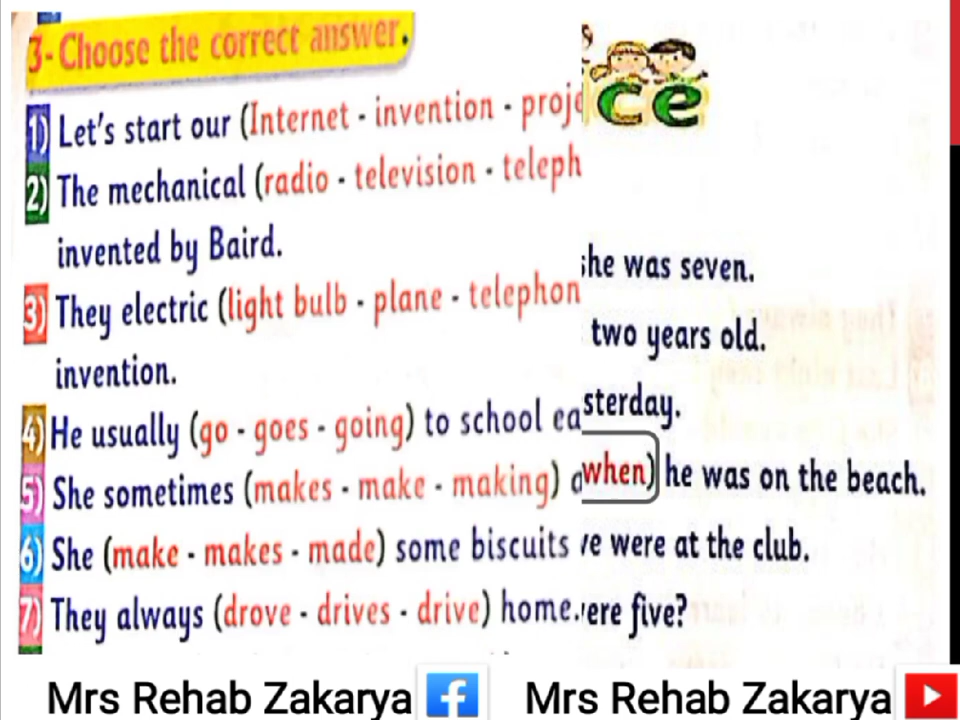 3- Choose the correct answer.
ce
1) Let's start our (Internet - invention - proje
2) The mechanical (radio - television - teleph
invented by Baird.
she was seven.
3) They electric (light bulb - plane - telephon
two years old.
invention.
4) He usually (go - goes - going) to school ea
sterday.
5) She sometimes (makes - make - making) a
when) he was on the beach.
6) She (make - makes - made) some biscuits
ve were at the club.
7) They always (drove - drives - drive) home.
ere five?
Mrs Rehab Zakarya
Mrs Rehab Zakarya